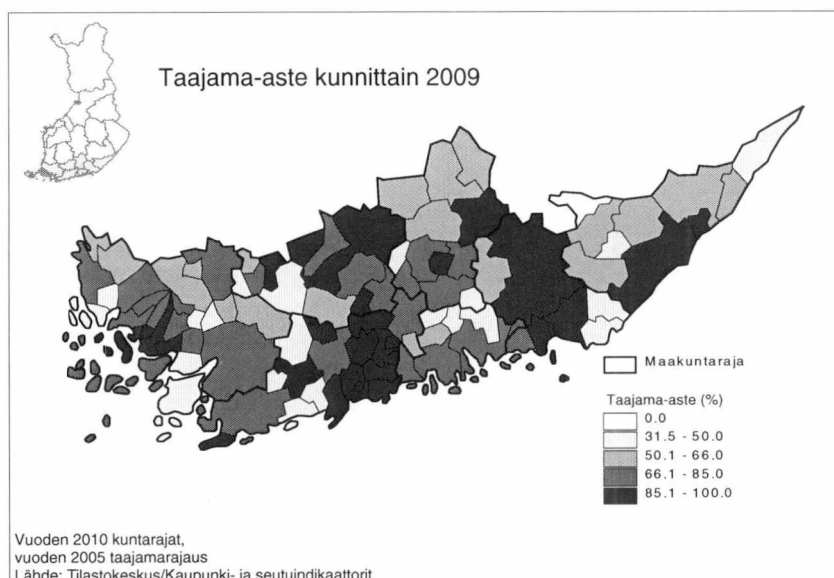 Taajama-aste kunnittain 2009
Maakuntaraja
Taajama-aste (%)
0.0
31.5 - 50.0
50.1 - 66.0
66.1 - 85.0
85.1 - 100.0
Vuoden 2010 kuntarajat,
vuoden 2005 taajamarajaus
Lähde: Tilastokeskus/Kaupunki- ja seutuindikaattorit